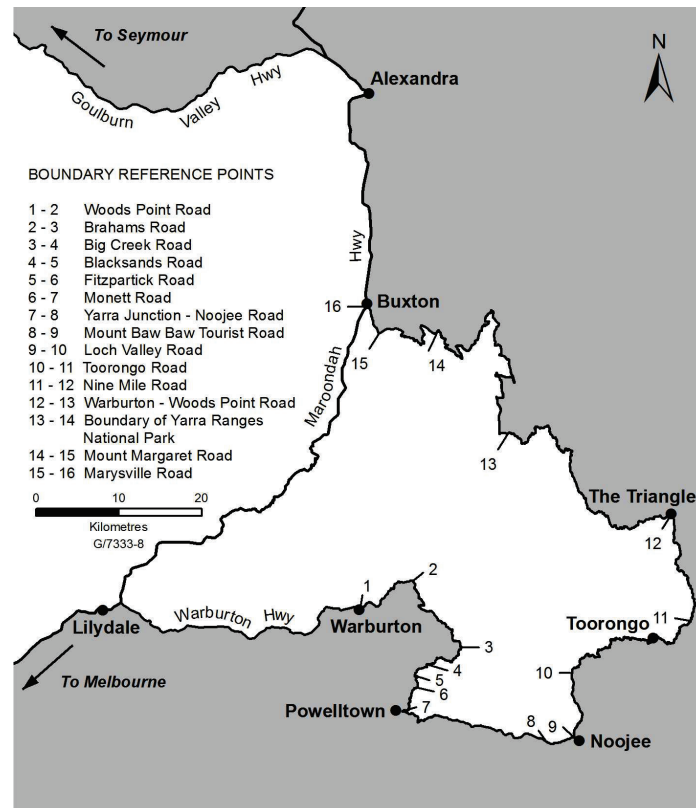 To Seymour
N
Goulburn Valley Hwy
Alexandra
BOUNDARY REFERENCE POINTS
1 - 2 Woods Point Road
2 - 3 Brahams Road
3 - 4 Big Creek Road
4 - 5 Blacksands Road
5 - 6 Fitzpartick Road
6 - 7 Monett Road
7 - 8 Yarra Junction - Noojee Road
8 - 9 Mount Baw Baw Tourist Road
9 - 10 Loch Valley Road
10 - 11 Toorongo Road
11 - 12 Nine Mile Road
12 - 13 Warburton - Woods Point Road
13 - 14 Boundary of Yarra Ranges
National Park
14 - 15 Mount Margaret Road
15 - 16 Marysville Road
0 10 20
Kilometres
G/7333-8
Maroondah Hwy
16
Buxton
15
14
13
The Triangle
12
1
2
Lilydale
Warburton Hwy
Warburton
11
Toorongo
3
4
5
6
10
To Melbourne
Powelltown
7
8
9
Noojee